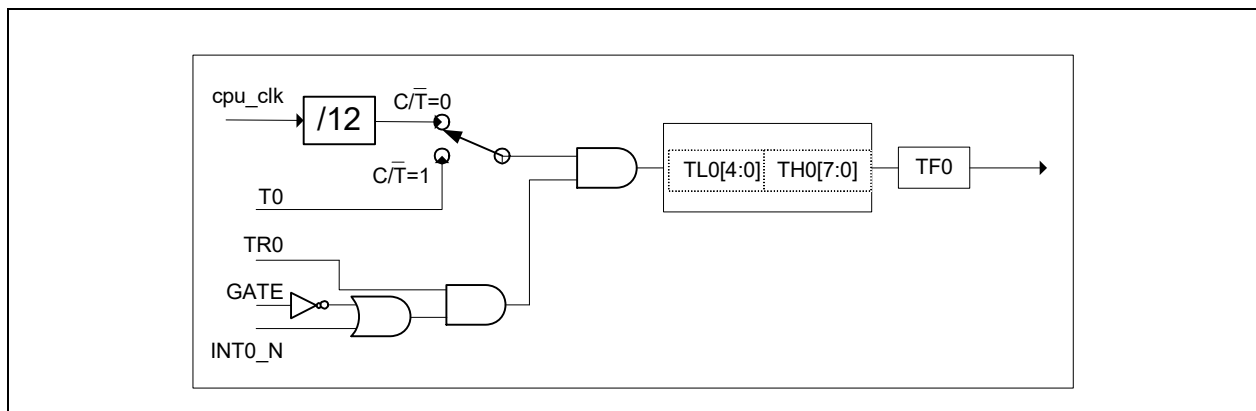 cpu_clk
/12
C/T̅=0
C/T̅=1
T0
TR0
GATE
INT0_N
TL0[4:0]
TH0[7:0]
TF0